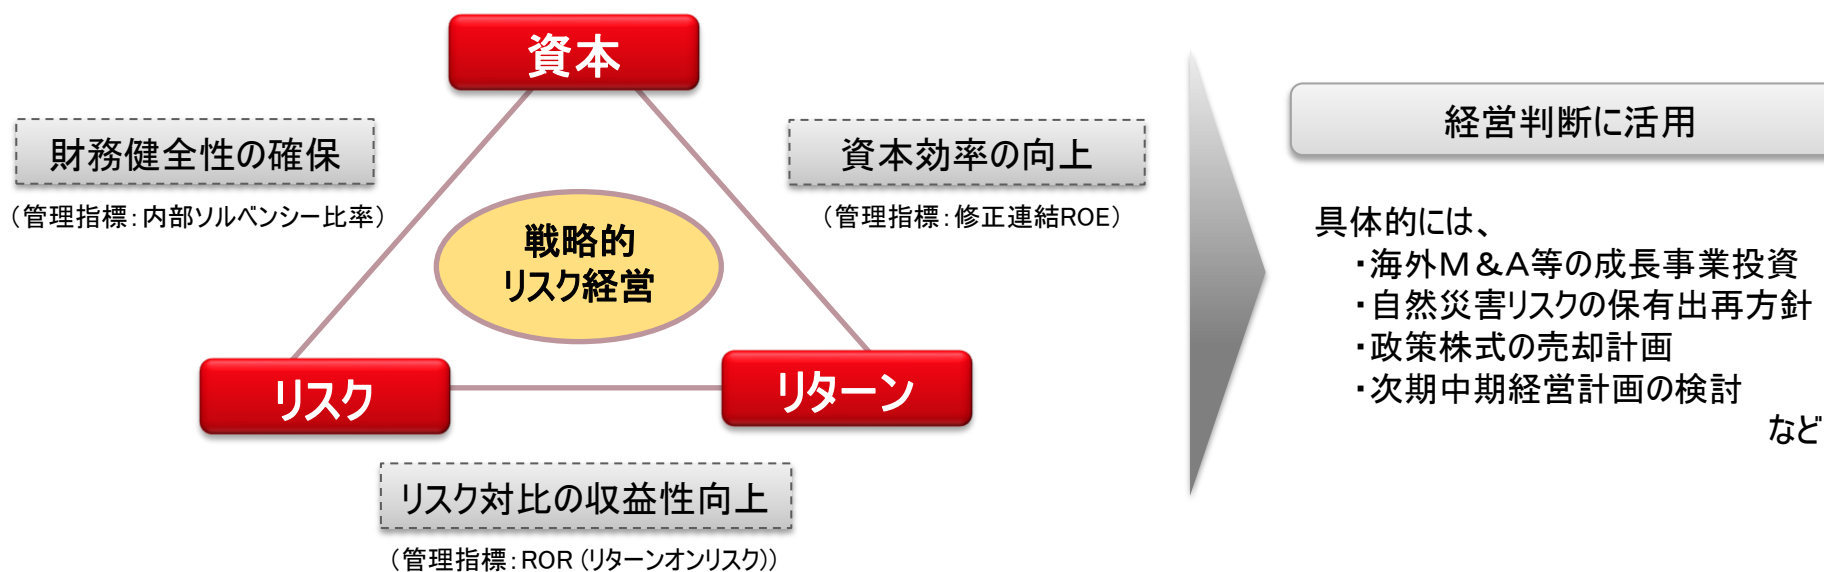 資本
財務健全性の確保
（管理指標：内部ソルベンシー比率）
資本効率の向上
（管理指標：修正連結ROE）
戦略的
リスク経営
リスク
リターン
リスク対比の収益性向上
（管理指標：ROR（リターンオンリスク））
経営判断に活用
具体的には、
・海外Ｍ＆Ａ等の成長事業投資
・自然災害リスクの保有出再方針
・政策株式の売却計画
・次期中期経営計画の検討
など